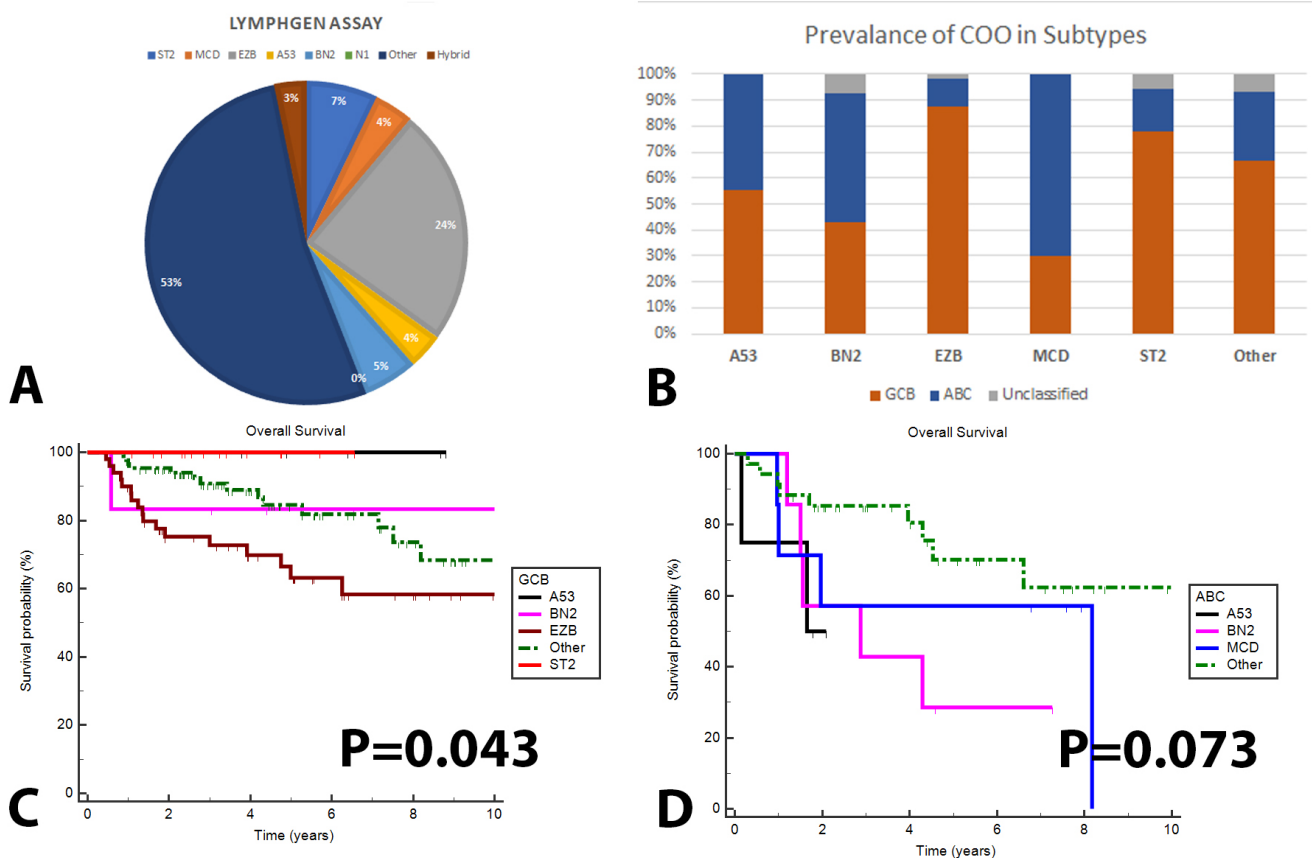 LYMPHGEN ASSAY
ST2 MCD EZB A53 BN2 N1 Other Hybrid
3%
7%
4%
24%
53%
4%
5%
0%
A
Prevalance of COO in Subtypes
100%
90%
80%
70%
60%
50%
40%
30%
20%
10%
0%
A53 BN2 EZB MCD ST2 Other
GCB ABC Unclassified
B
Overall Survival
Survival probability (%)
100
80
60
40
20
0
0 2 4 6 8 10
Time (years)
GCB
A53
BN2
EZB
Other
ST2
P=0.043
C
Overall Survival
Survival probability (%)
100
80
60
40
20
0
0 2 4 6 8 10
Time (years)
ABC
A53
BN2
MCD
Other
P=0.073
D